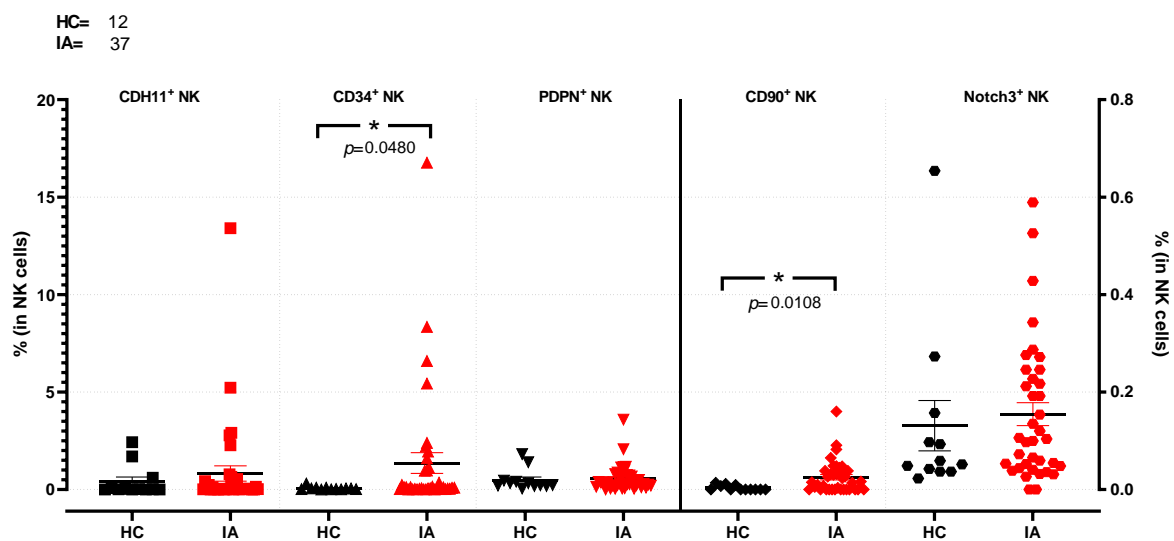 HC= 12
IA= 37
CDH11⁺ NK CD34⁺ NK PDPN⁺ NK CD90⁺ NK Notch3⁺ NK
20 0.8
*
p=0.0480
15 0.6
*
p=0.0108
10 0.4
5 0.2
0 0.0
% (in NK cells)
% (in NK cells)
HC IA HC IA HC IA HC IA HC IA